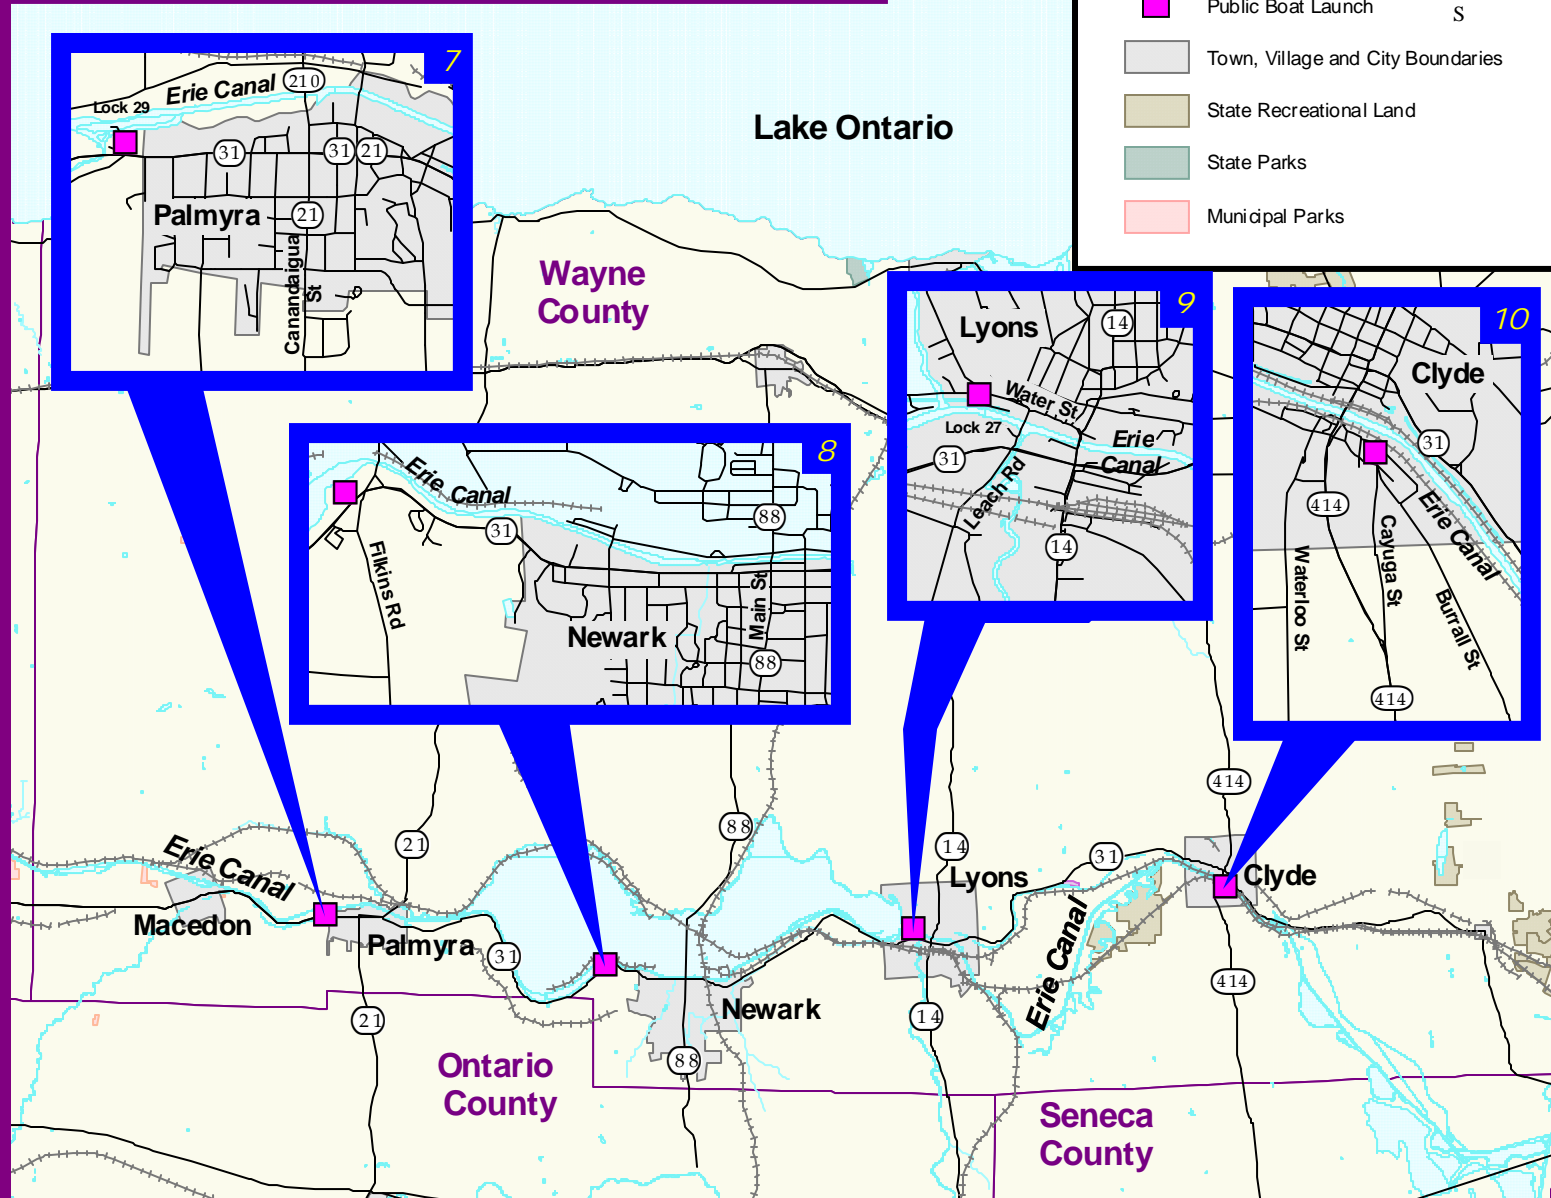 Public Boat Launch
S
Town, Village and City Boundaries
State Recreational Land
State Parks
Municipal Parks
Lake Ontario
7
Erie Canal
210
Lock 29
31
31
21
Palmyra
21
Canandaigua
St
Wayne
County
8
Erie Canal
88
31
Filkins Rd
Main St
Newark
88
9
Lyons
14
Water St
Lock 27
Erie
Canal
31
Leach Rd
14
10
Clyde
31
414
Erie Canal
Cayuga St
Waterloo St
Burrall St
414
414
88
21
14
31
Erie Canal
Lyons
Clyde
Macedon
Palmyra
31
Erie Canal
414
Newark
21
14
88
Ontario
County
Seneca
County